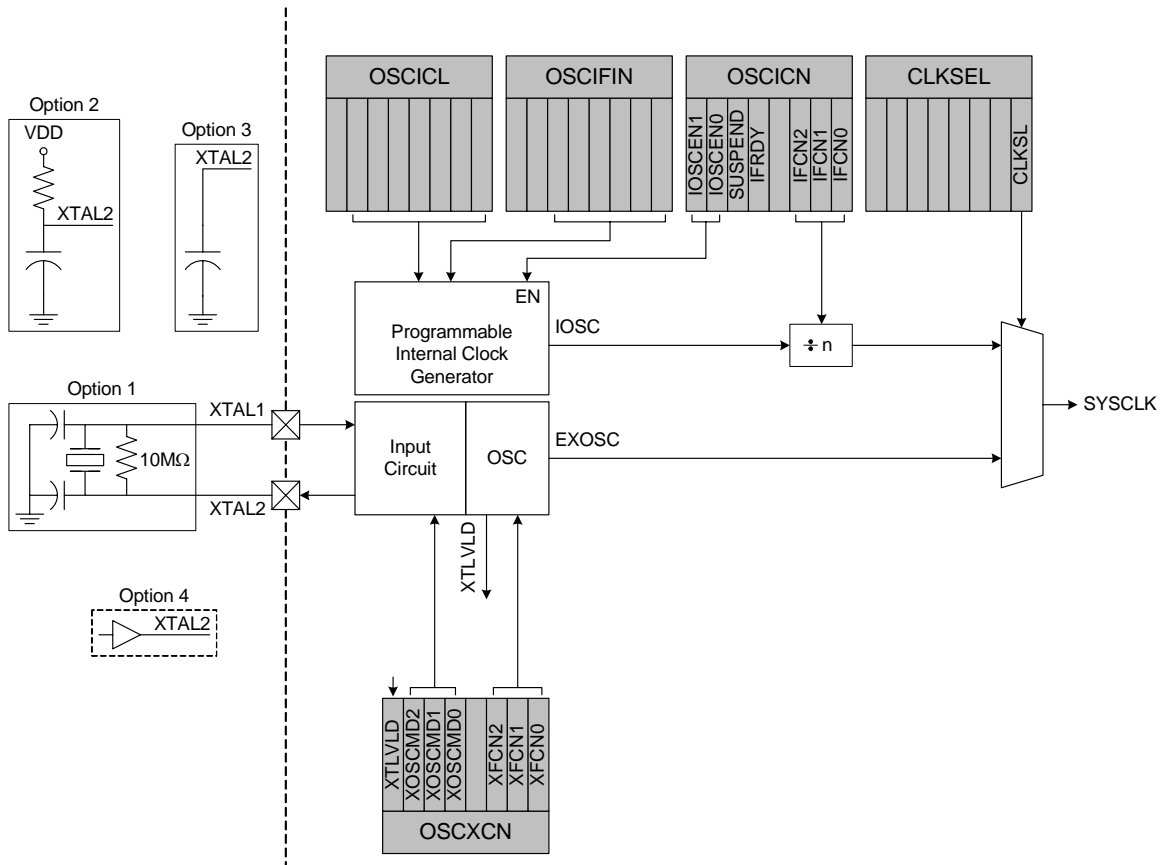 OSCICL
OSCIFIN
OSCICN
CLKSEL
IOSCEN1
IOSCEN0
SUSPEND
IFRDY
IFCN2
IFCN1
IFCN0
CLKSL
Option 2
VDD
XTAL2
Option 3
XTAL2
EN
Programmable
Internal Clock
Generator
IOSC
÷ n
SYSCLK
Option 1
10MΩ
XTAL1
XTAL2
Input
Circuit
OSC
EXOSC
XTLVLD
Option 4
XTAL2
XTLVLD
XOSCMD2
XOSCMD1
XOSCMD0
XFCN2
XFCN1
XFCN0
OSCXCN